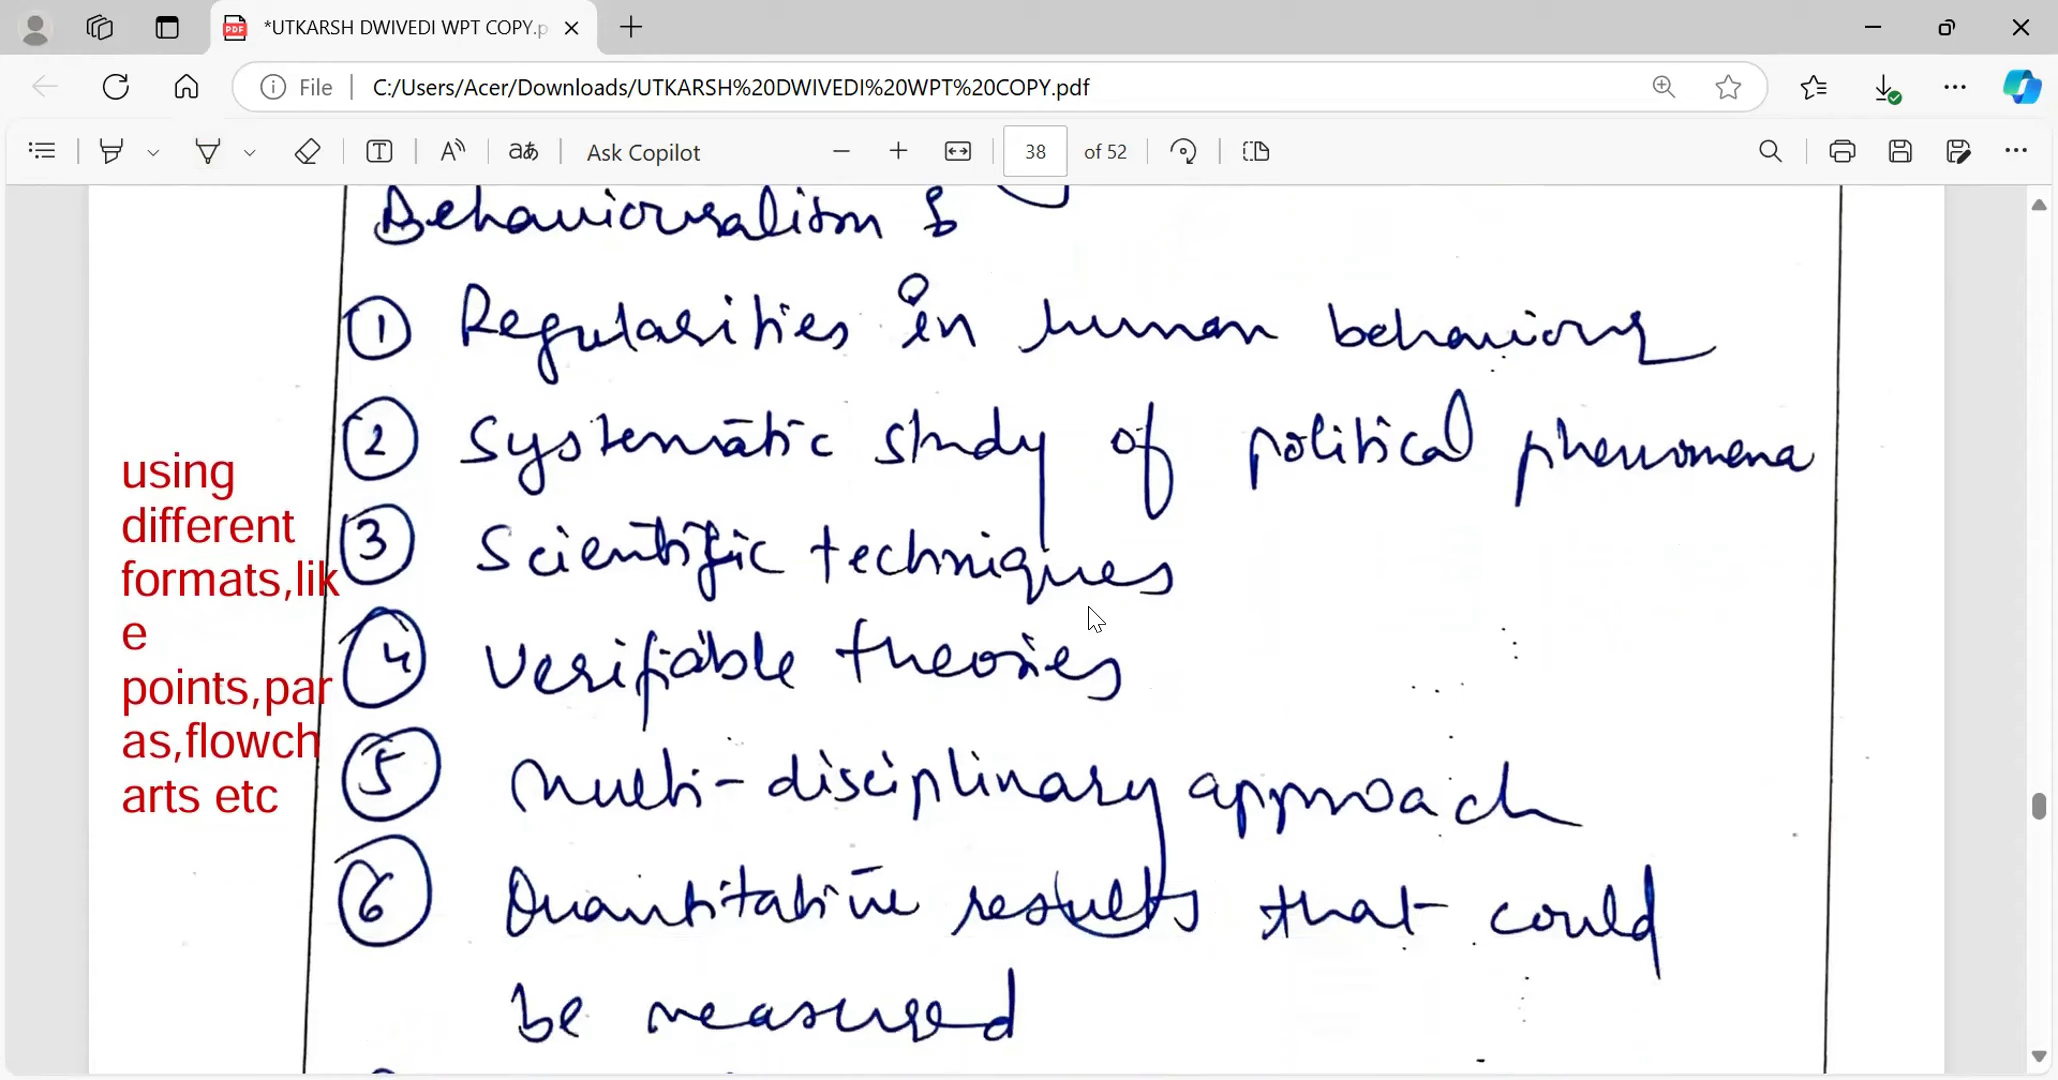 *UTKARSH DWIVEDI WPT COPY.p
File
C:/Users/Acer/Downloads/UTKARSH%20DWIVEDI%20WPT%20COPY.pdf
Ask Copilot
38 of 52
Behaviouralism &
① Regularities in human behaviour
② Systematic study of political phenomena
③ Scientific techniques
④ Verifiable theories
⑤ Multi-disciplinary approach
⑥ Quantitative results that could
be measured
using
different
formats,lik
e
points,par
as,flowch
arts etc